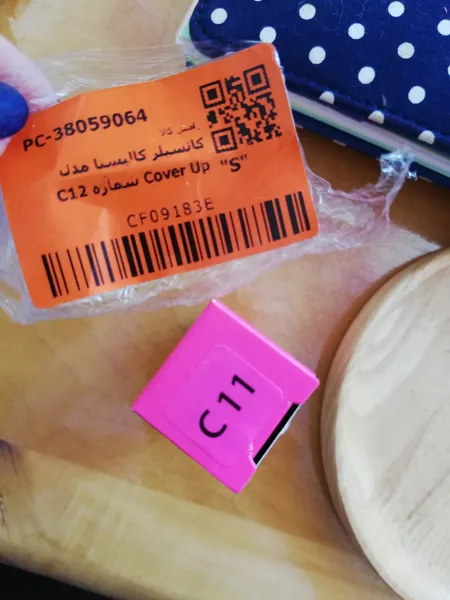 PC-38059064
کانسیلر کالیستا مدل
Cover Up شماره C12
"S"
CF09183E
C11